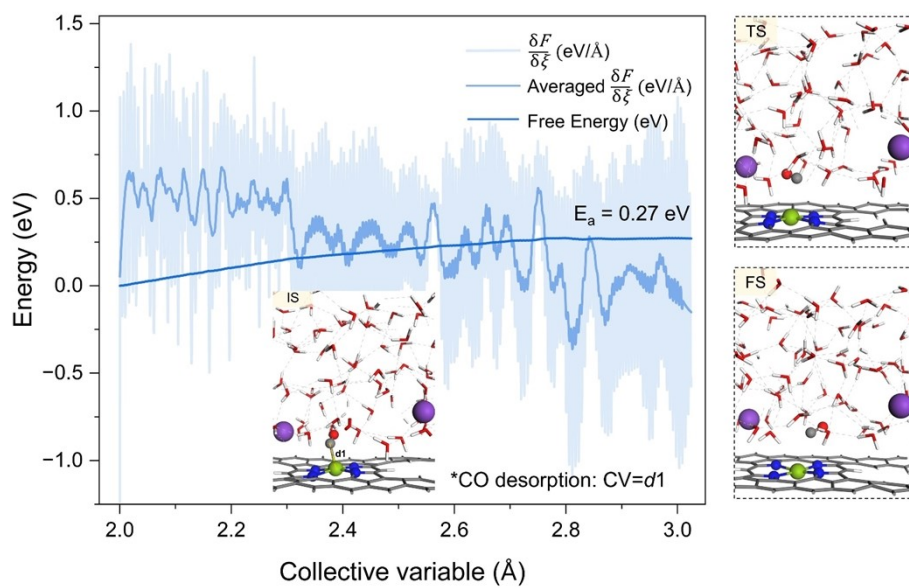 1.5
1.0
0.5
0.0
−0.5
−1.0
Energy (eV)
δF/δξ (eV/Å)
Averaged δF/δξ (eV/Å)
Free Energy (eV)
Eₐ = 0.27 eV
IS
d1
*CO desorption: CV=d1
2.0 2.2 2.4 2.6 2.8 3.0
Collective variable (Å)
TS
FS